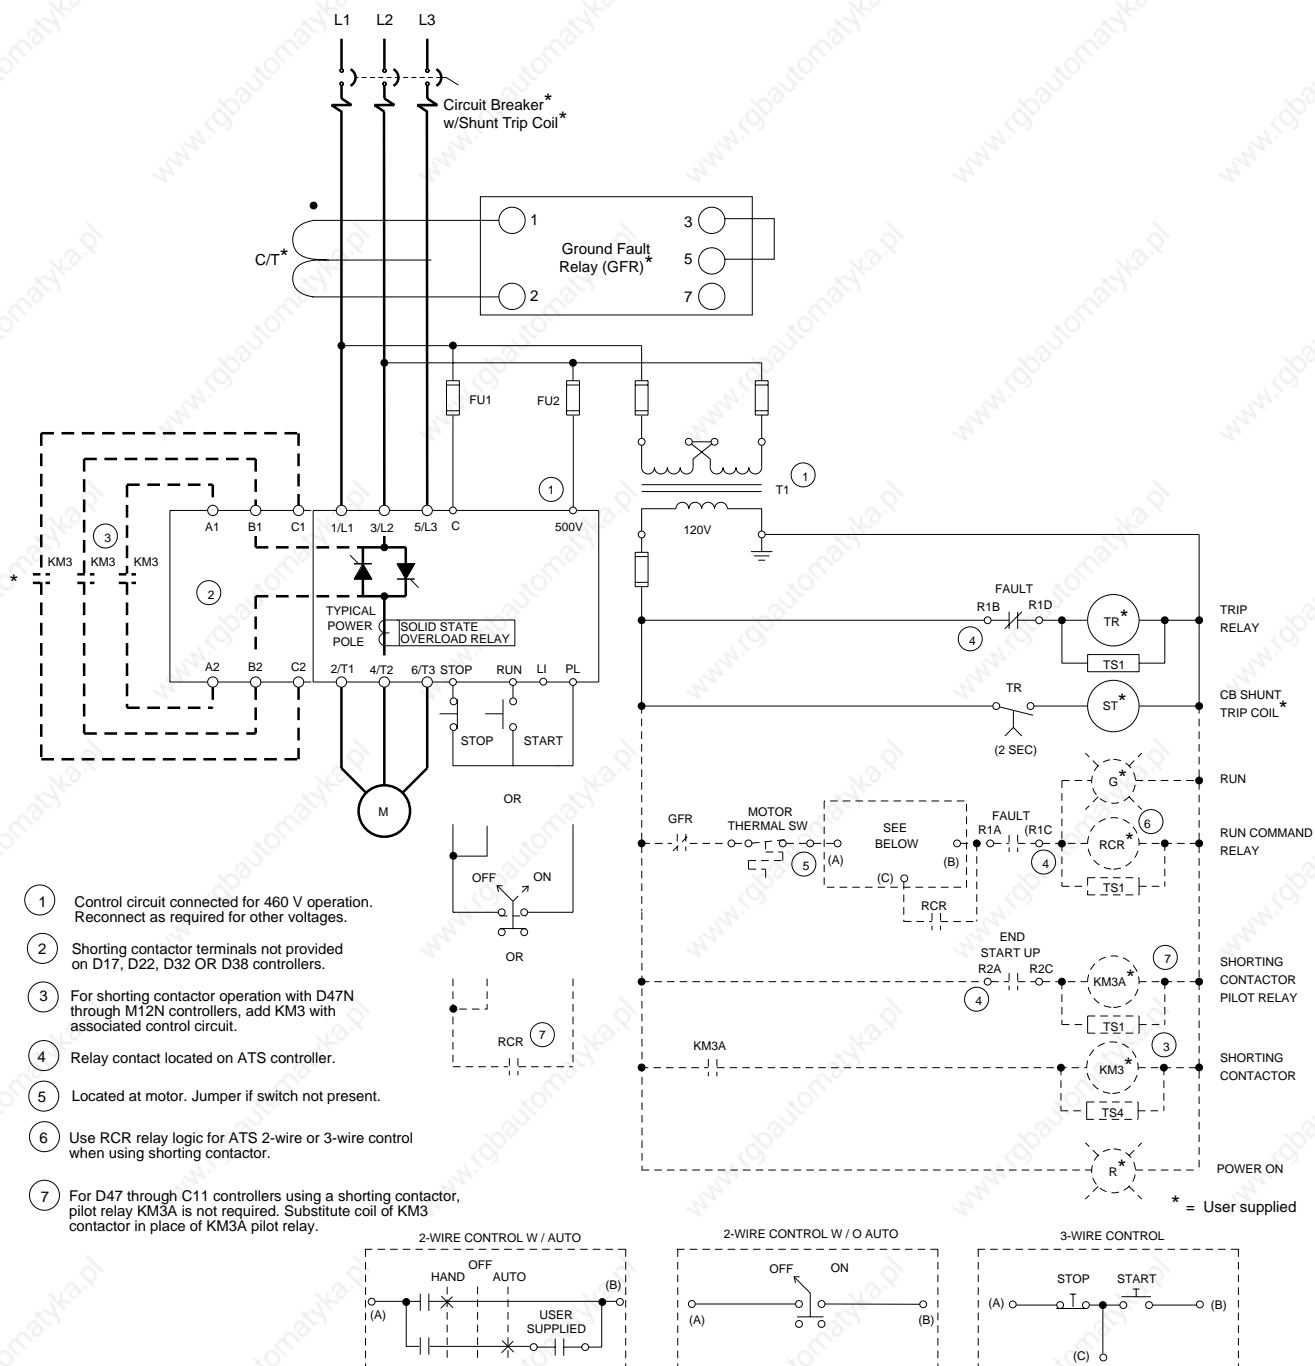 L1 L2 L3
Circuit Breaker*
w/Shunt Trip Coil*
C/T*
1
2
Ground Fault
Relay (GFR)*
3
5
7
FU1
FU2
1
T1 1
120V
A1 B1 C1 1/L1 3/L2 5/L3 C 500V
3
* KM3 KM3 KM3
2
TYPICAL
POWER
POLE
SOLID STATE
OVERLOAD RELAY
A2 B2 C2 2/T1 4/T2 6/T3 STOP RUN LI PL
STOP START
M
OR
OFF ON
OR
RCR 7
FAULT
R1B R1D
4
TR*
TS1
TRIP
RELAY
TR
(2 SEC)
ST*
CB SHUNT
TRIP COIL*
G*
RUN
GFR
MOTOR
THERMAL SW
5
SEE
BELOW
(A)
(B)
(C)
RCR
FAULT
R1A (R1C
4
6
RCR*
TS1
RUN COMMAND
RELAY
END
START UP
R2A R2C
4
7
KM3A*
TS1
SHORTING
CONTACTOR
PILOT RELAY
KM3A
3
KM3*
TS4
SHORTING
CONTACTOR
R*
POWER ON
* = User supplied
1 Control circuit connected for 460 V operation.
Reconnect as required for other voltages.
2 Shorting contactor terminals not provided
on D17, D22, D32 OR D38 controllers.
3 For shorting contactor operation with D47N
through M12N controllers, add KM3 with
associated control circuit.
4 Relay contact located on ATS controller.
5 Located at motor. Jumper if switch not present.
6 Use RCR relay logic for ATS 2-wire or 3-wire control
when using shorting contactor.
7 For D47 through C11 controllers using a shorting contactor,
pilot relay KM3A is not required. Substitute coil of KM3
contactor in place of KM3A pilot relay.
2-WIRE CONTROL W / AUTO
OFF
HAND AUTO
(A)
(B)
USER
SUPPLIED
2-WIRE CONTROL W / O AUTO
OFF ON
(A) (B)
3-WIRE CONTROL
STOP START
(A) (B)
(C)
www.rgbautomatyka.pl